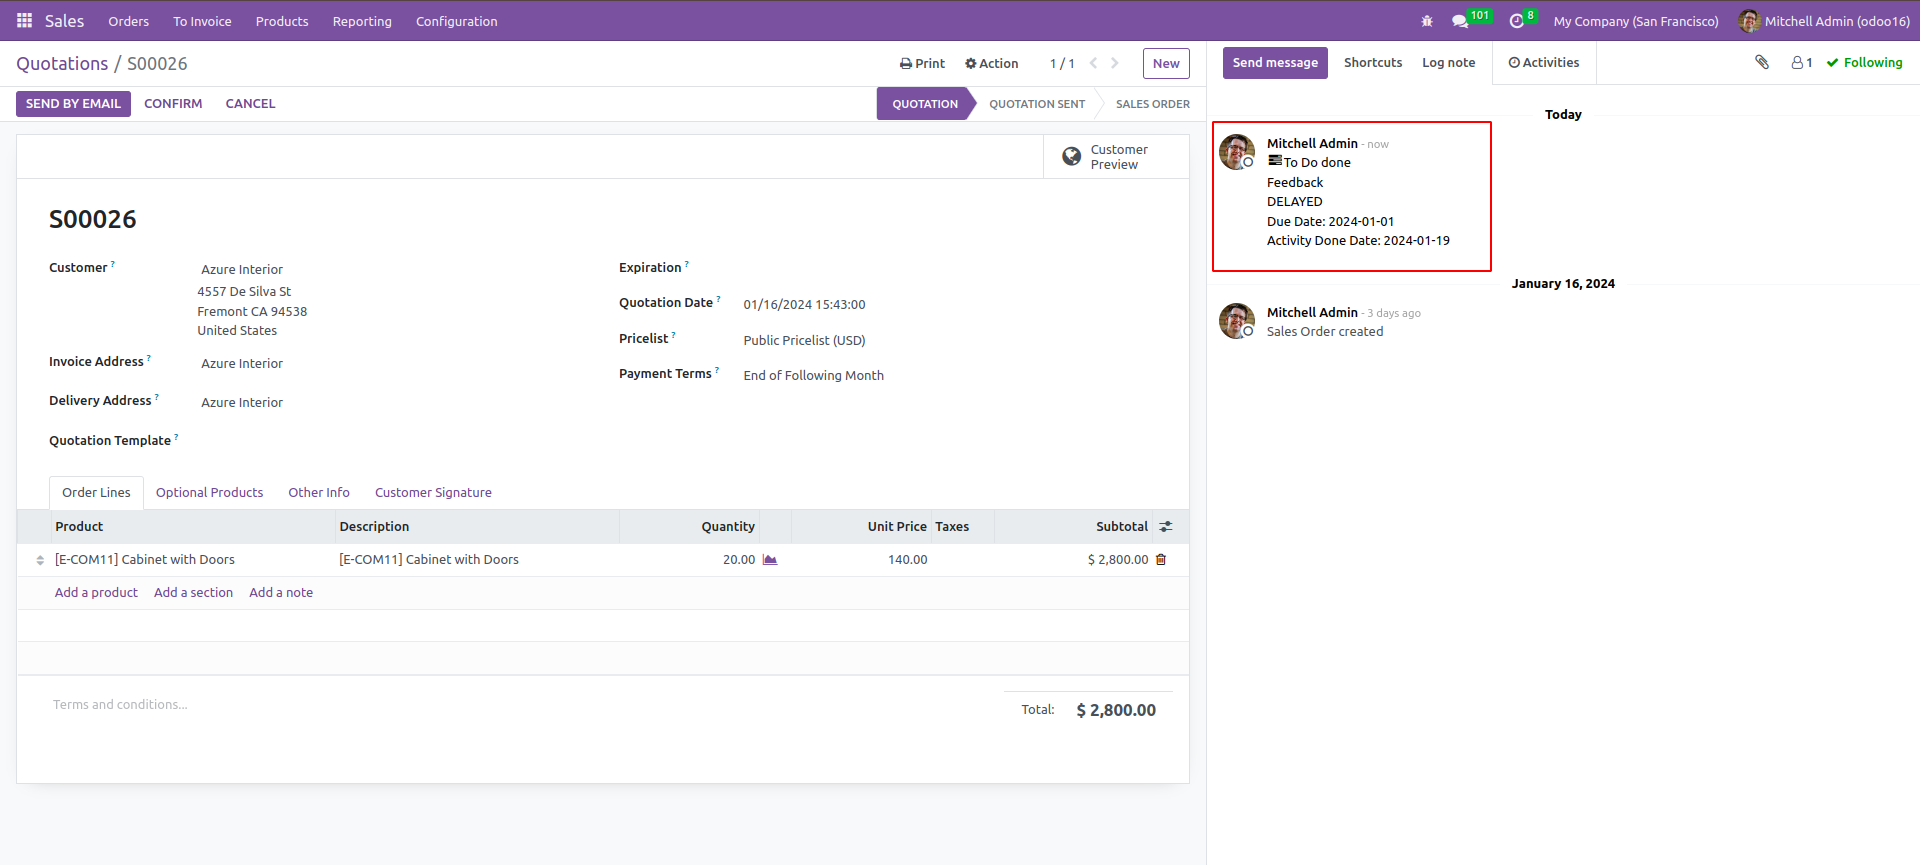 Sales Orders To Invoice Products Reporting Configuration 101 8 My Company (San Francisco) Mitchell Admin (odoo16)
Quotations / S00026 Print Action 1 / 1 New
SEND BY EMAIL CONFIRM CANCEL QUOTATION QUOTATION SENT SALES ORDER
Customer
Preview
S00026
Customer ? Azure Interior
4557 De Silva St
Fremont CA 94538
United States
Invoice Address ? Azure Interior
Delivery Address ? Azure Interior
Quotation Template ?
Expiration ?
Quotation Date ? 01/16/2024 15:43:00
Pricelist ? Public Pricelist (USD)
Payment Terms ? End of Following Month
Order Lines Optional Products Other Info Customer Signature
Product Description Quantity Unit Price Taxes Subtotal
[E-COM11] Cabinet with Doors [E-COM11] Cabinet with Doors 20.00 140.00 $ 2,800.00
Add a product Add a section Add a note
Terms and conditions...
Total: $ 2,800.00
Send message Shortcuts Log note Activities 1 Following
Today
Mitchell Admin - now
To Do done
Feedback
DELAYED
Due Date: 2024-01-01
Activity Done Date: 2024-01-19
January 16, 2024
Mitchell Admin - 3 days ago
Sales Order created